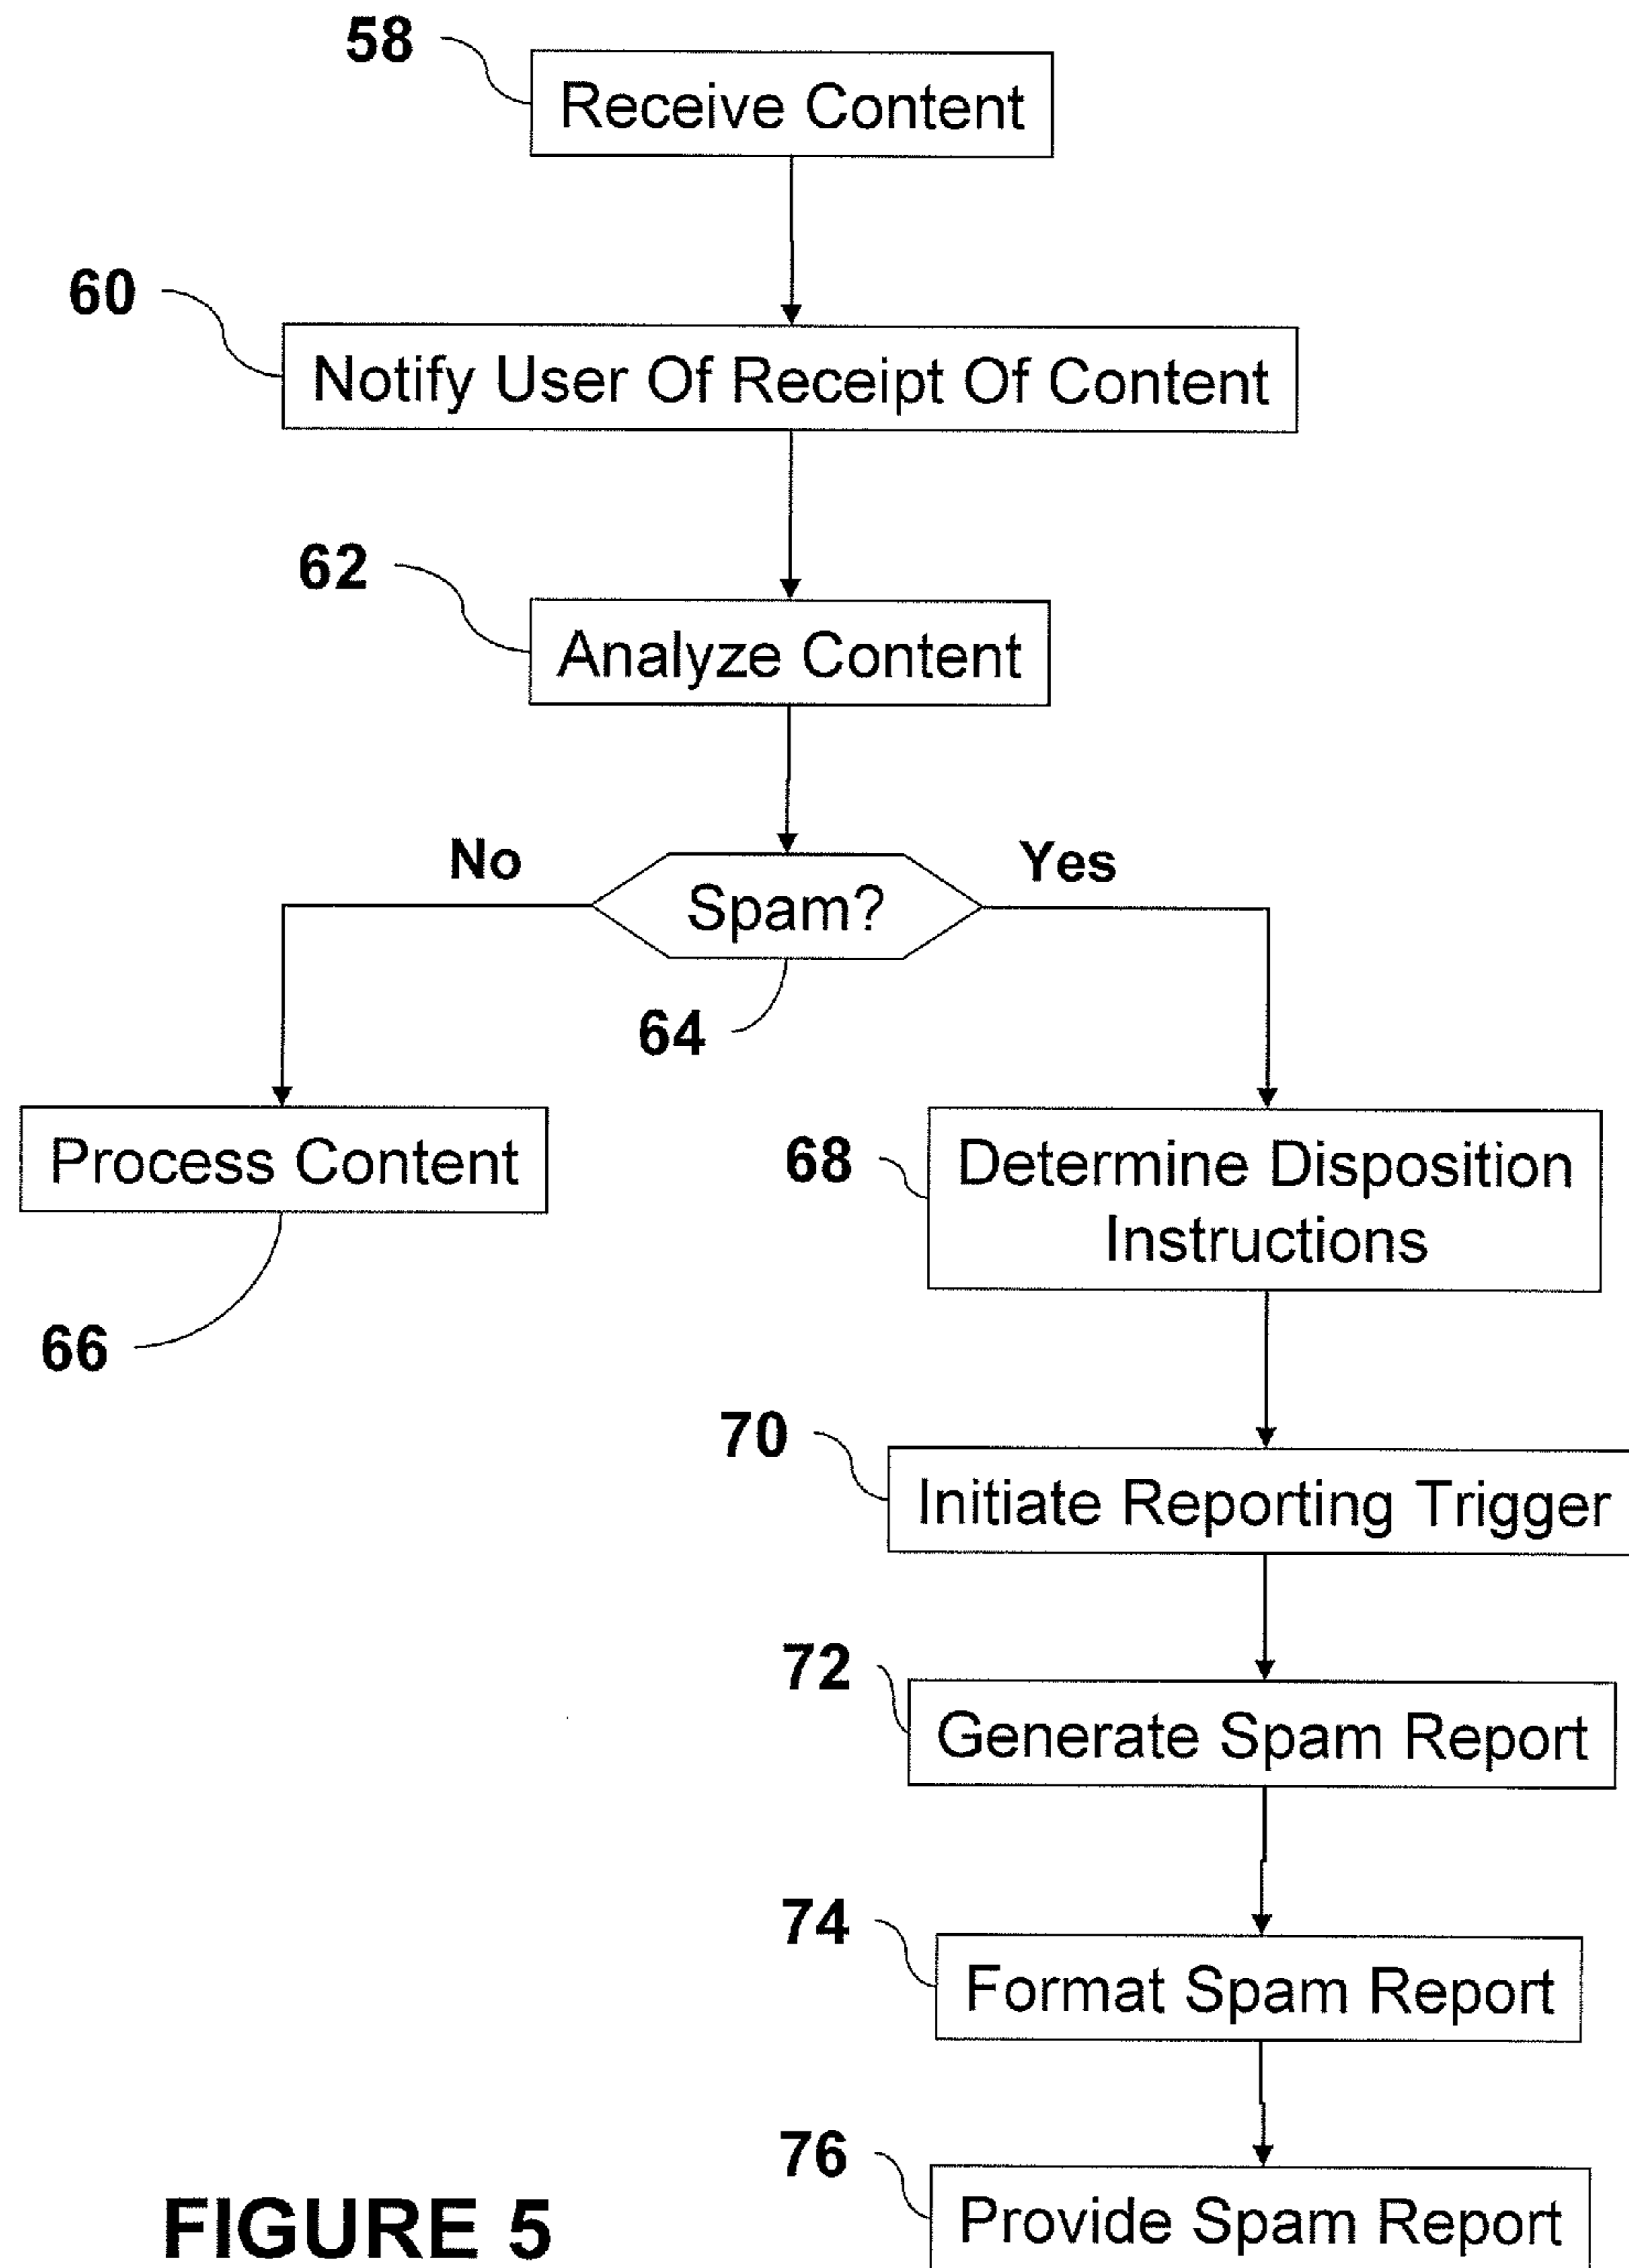 58
Receive Content
60
Notify User Of Receipt Of Content
62
Analyze Content
No
Yes
Spam?
64
Process Content
66
68
Determine Disposition
Instructions
70
Initiate Reporting Trigger
72
Generate Spam Report
74
Format Spam Report
76
Provide Spam Report
FIGURE 5